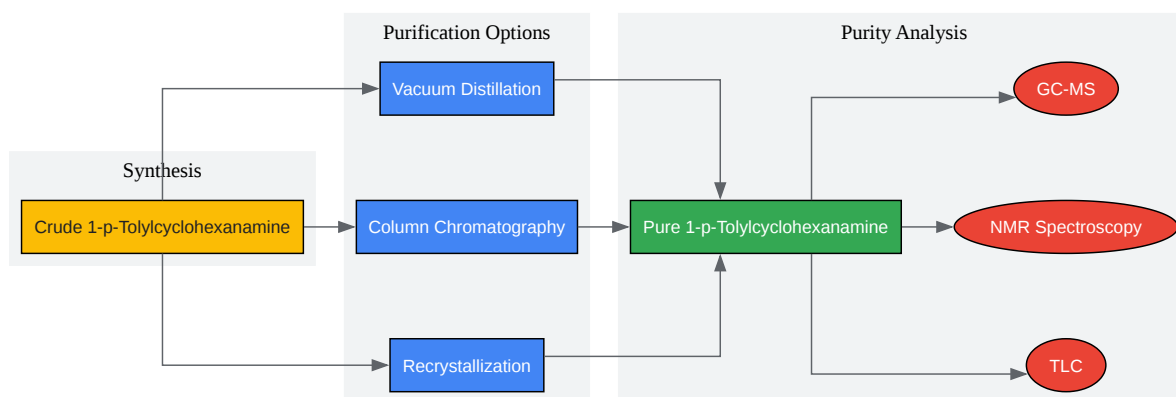 Purification Options
Purity Analysis
Vacuum Distillation
GC-MS
Synthesis
Crude 1-p-Tolylcyclohexanamine
Column Chromatography
Pure 1-p-Tolylcyclohexanamine
NMR Spectroscopy
Recrystallization
TLC